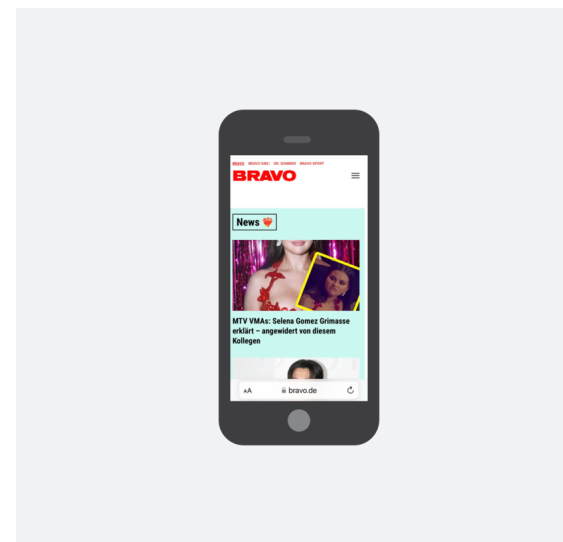 BRAVO BRAVO GIRL! DR. SOMMER BRAVO SPORT
BRAVO
News
MTV VMAs: Selena Gomez Grimasse
erklärt – angewidert von diesem
Kollegen
AA bravo.de